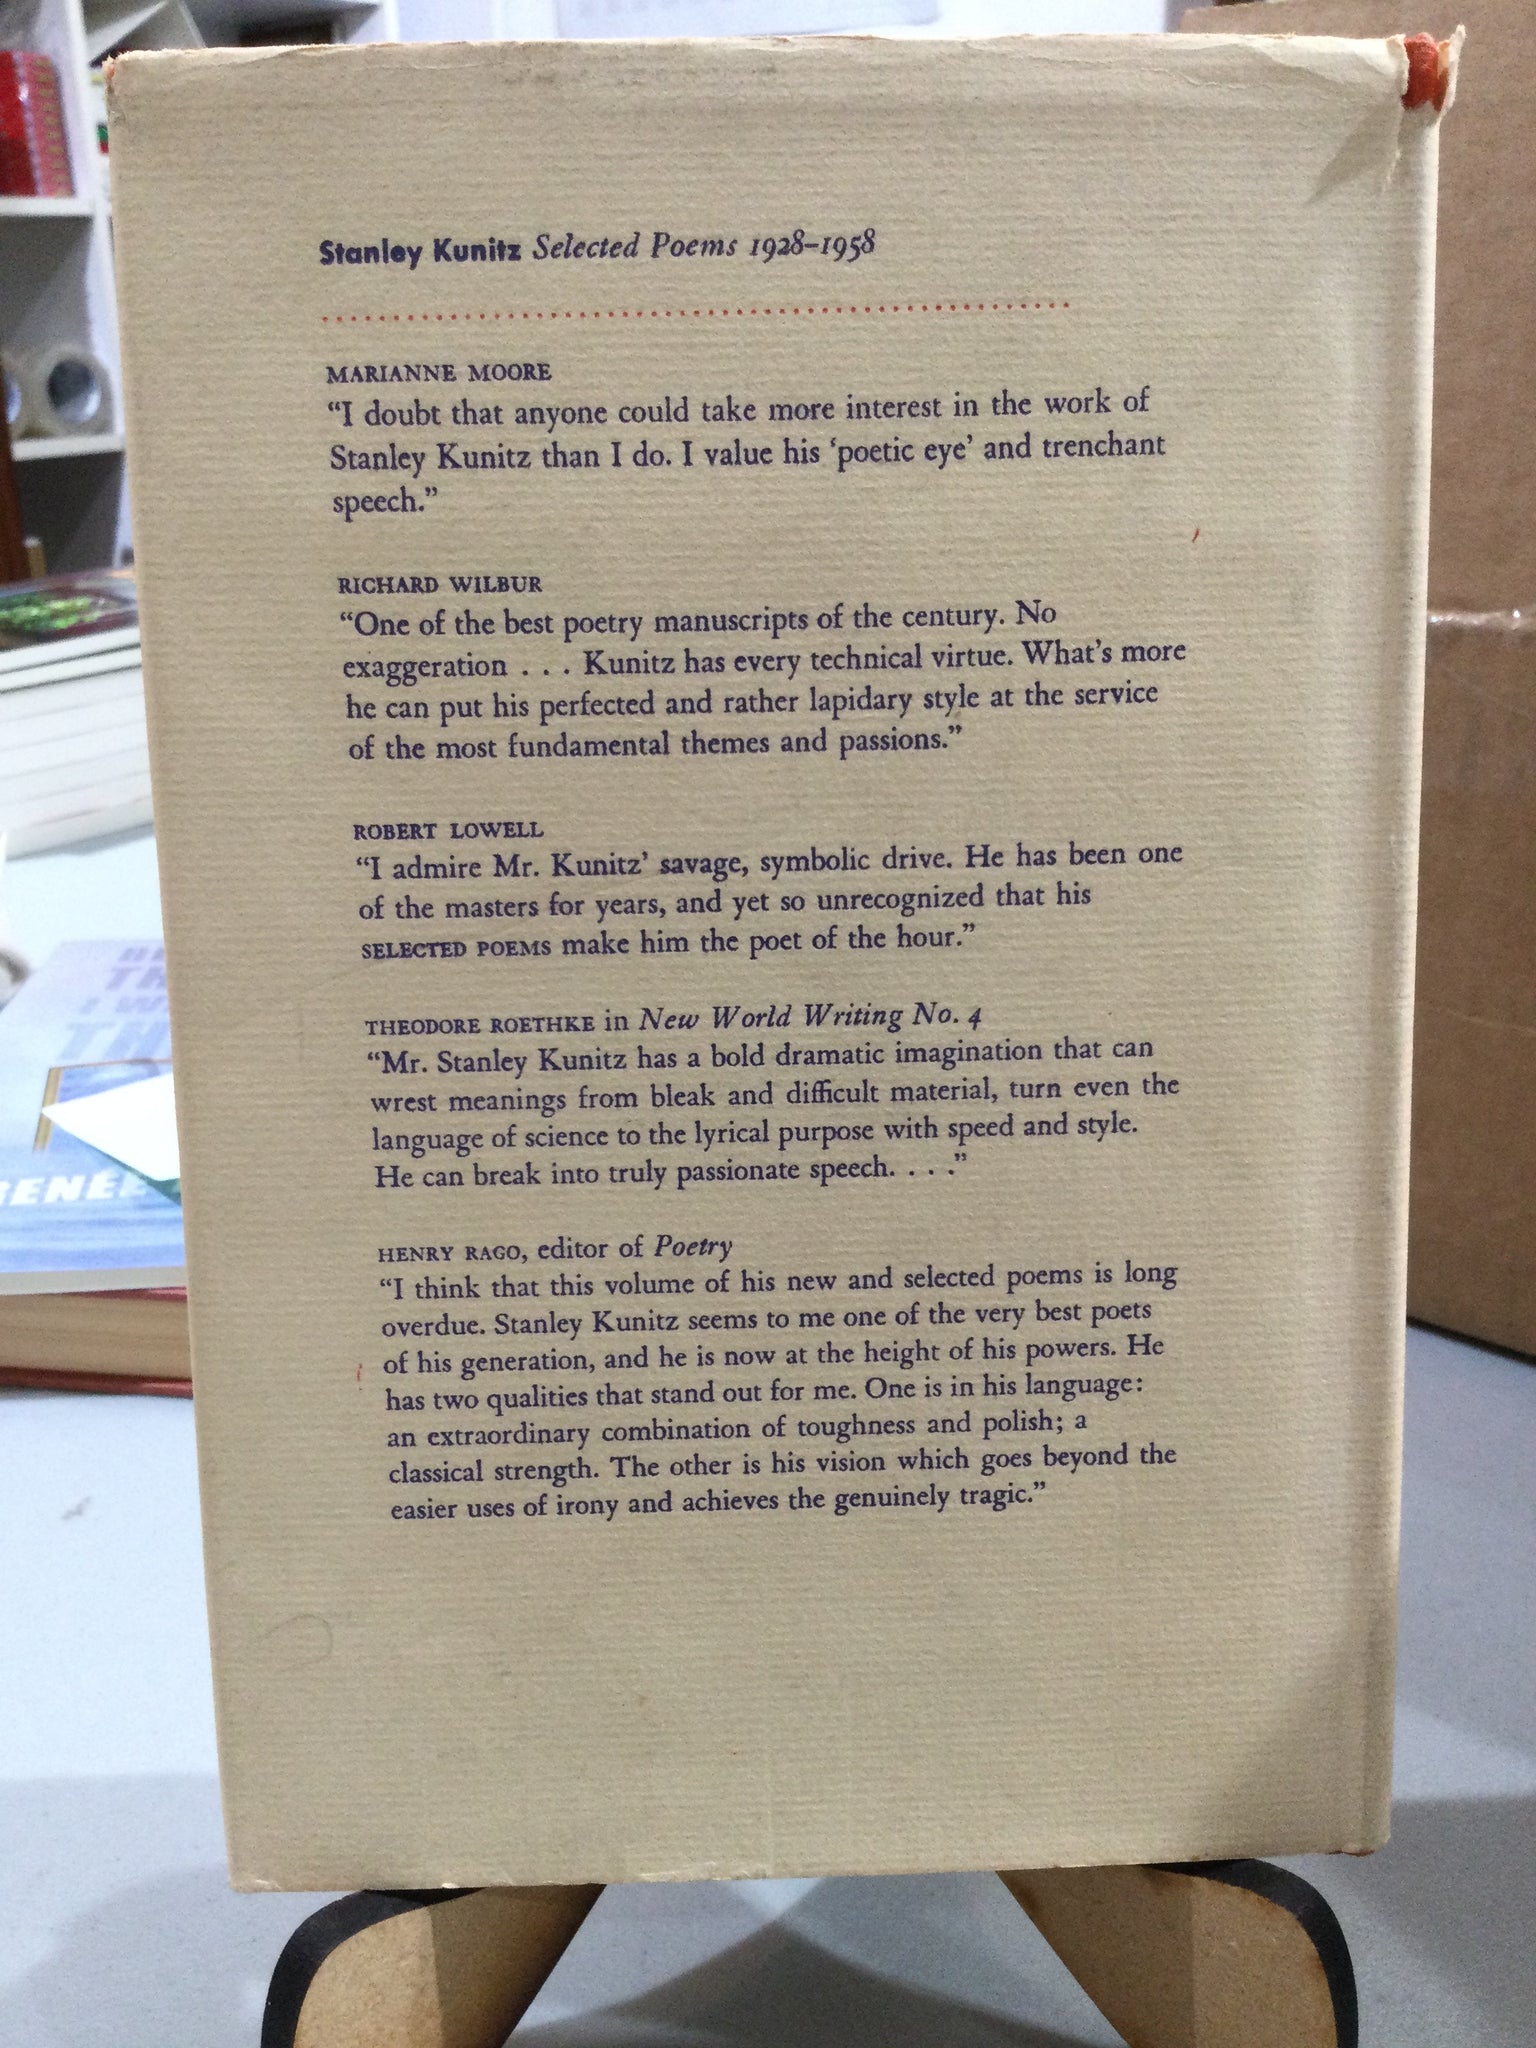 Stanley Kunitz Selected Poems 1928–1958
MARIANNE MOORE
“I doubt that anyone could take more interest in the work of
Stanley Kunitz than I do. I value his ‘poetic eye’ and trenchant
speech.”
RICHARD WILBUR
“One of the best poetry manuscripts of the century. No
exaggeration . . . Kunitz has every technical virtue. What’s more
he can put his perfected and rather lapidary style at the service
of the most fundamental themes and passions.”
ROBERT LOWELL
“I admire Mr. Kunitz’ savage, symbolic drive. He has been one
of the masters for years, and yet so unrecognized that his
SELECTED POEMS make him the poet of the hour.”
THEODORE ROETHKE in New World Writing No. 4
“Mr. Stanley Kunitz has a bold dramatic imagination that can
wrest meanings from bleak and difficult material, turn even the
language of science to the lyrical purpose with speed and style.
He can break into truly passionate speech. . . .”
HENRY RAGO, editor of Poetry
“I think that this volume of his new and selected poems is long
overdue. Stanley Kunitz seems to me one of the very best poets
of his generation, and he is now at the height of his powers. He
has two qualities that stand out for me. One is in his language:
an extraordinary combination of toughness and polish; a
classical strength. The other is his vision which goes beyond the
easier uses of irony and achieves the genuinely tragic.”